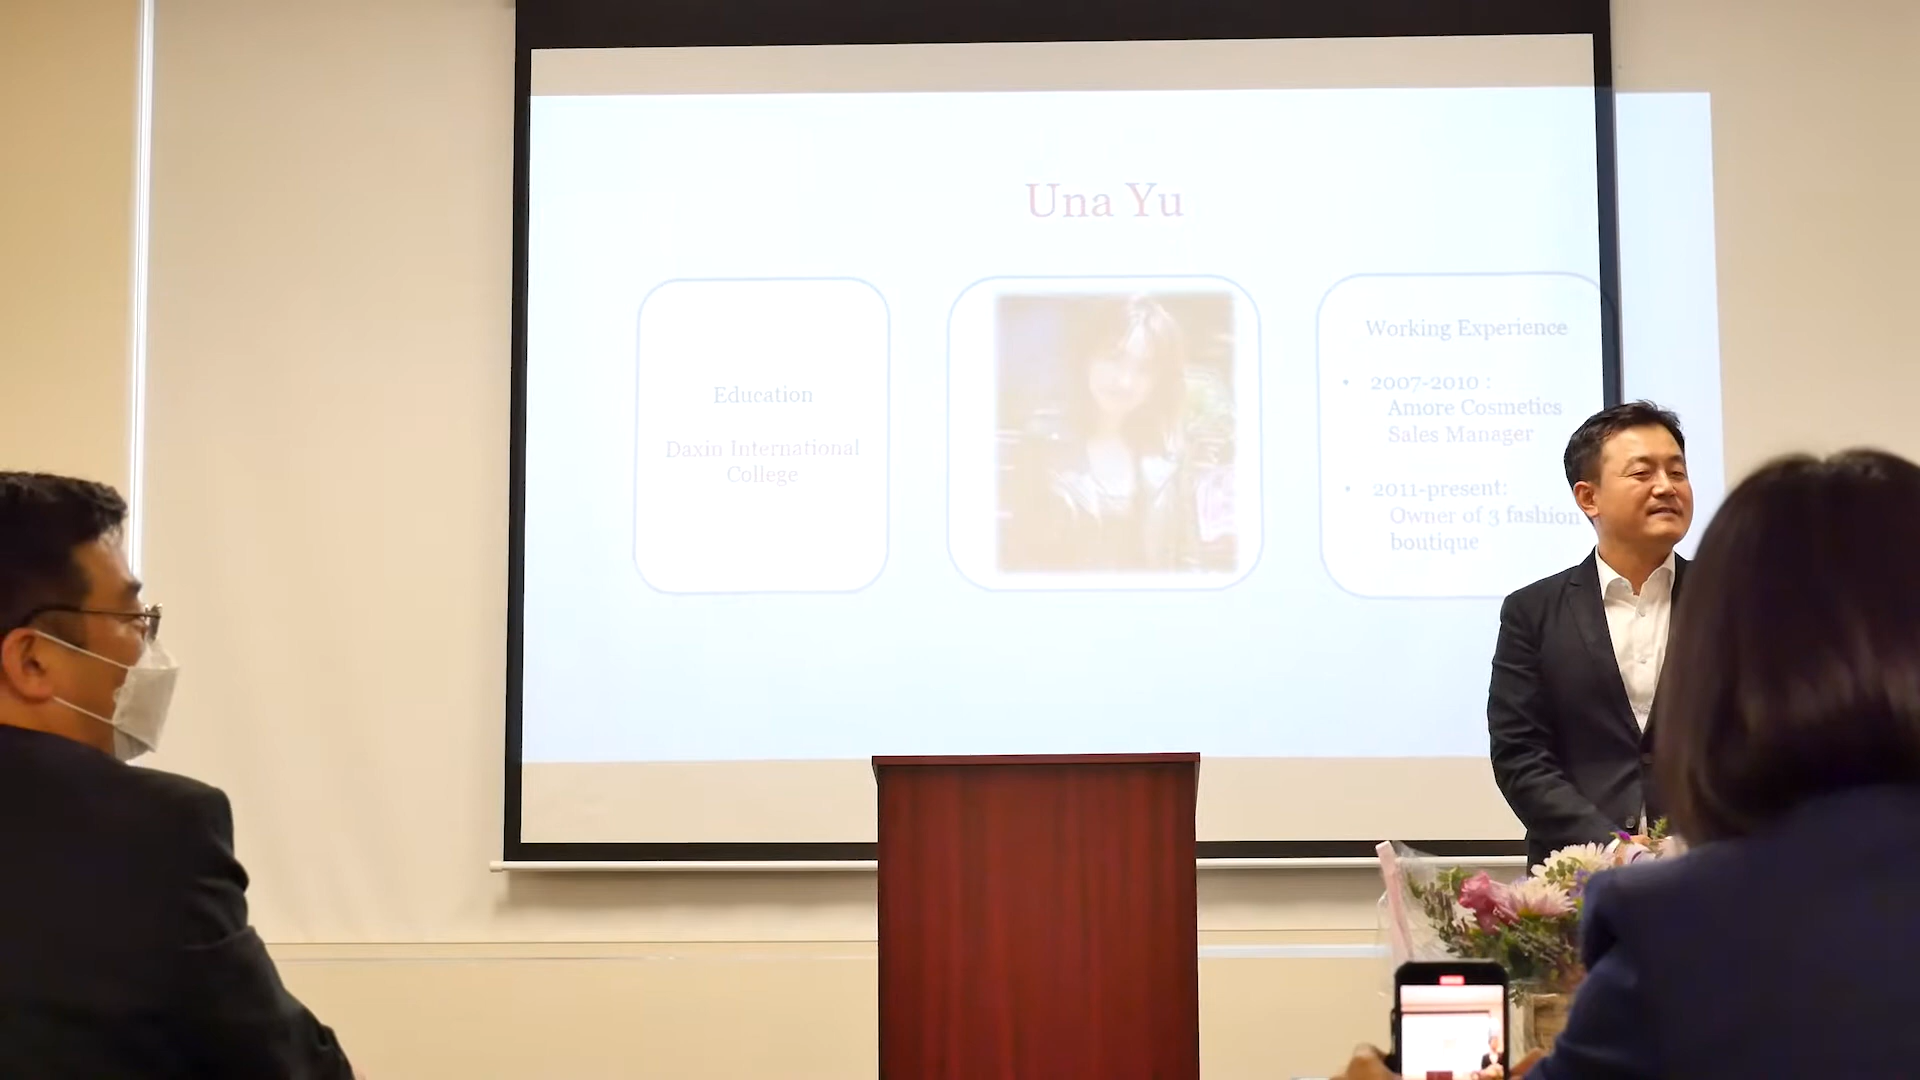 Una Yu
Education
Daxin International
College
Working Experience
• 2007-2010 :
Amore Cosmetics
Sales Manager
• 2011-present:
Owner of 3 fashion
boutique